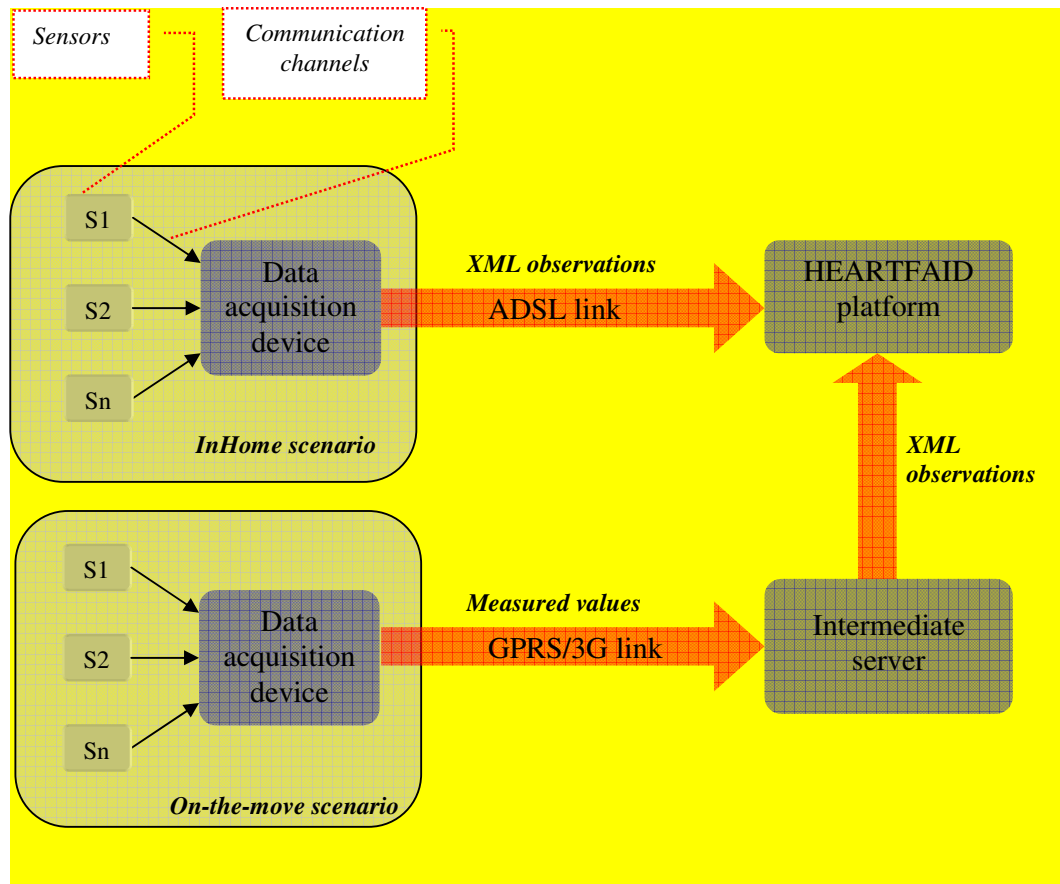 Sensors
Communication
channels
S1
S2
Sn
Data
acquisition
device
InHome scenario
XML observations
ADSL link
HEARTFAID
platform
XML
observations
S1
S2
Sn
Data
acquisition
device
On-the-move scenario
Measured values
GPRS/3G link
Intermediate
server